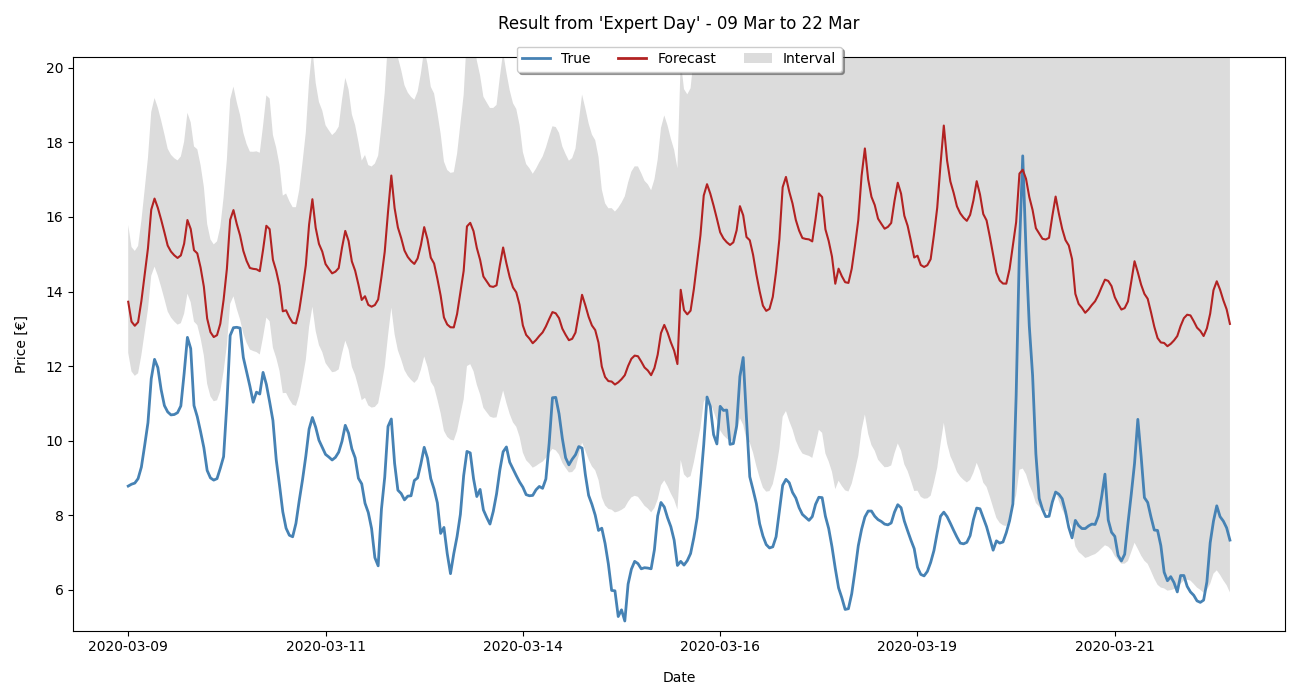 Result from 'Expert Day' - 09 Mar to 22 Mar
True Forecast Interval
20
18
16
14
12
10
8
6
Price [€]
2020-03-09 2020-03-11 2020-03-14 2020-03-16 2020-03-19 2020-03-21
Date